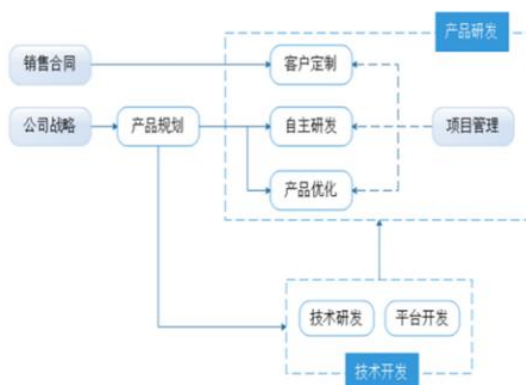 产品研发
销售合同
客户定制
公司战略
产品规划
自主研发
项目管理
产品优化
技术研发
平台开发
技术开发